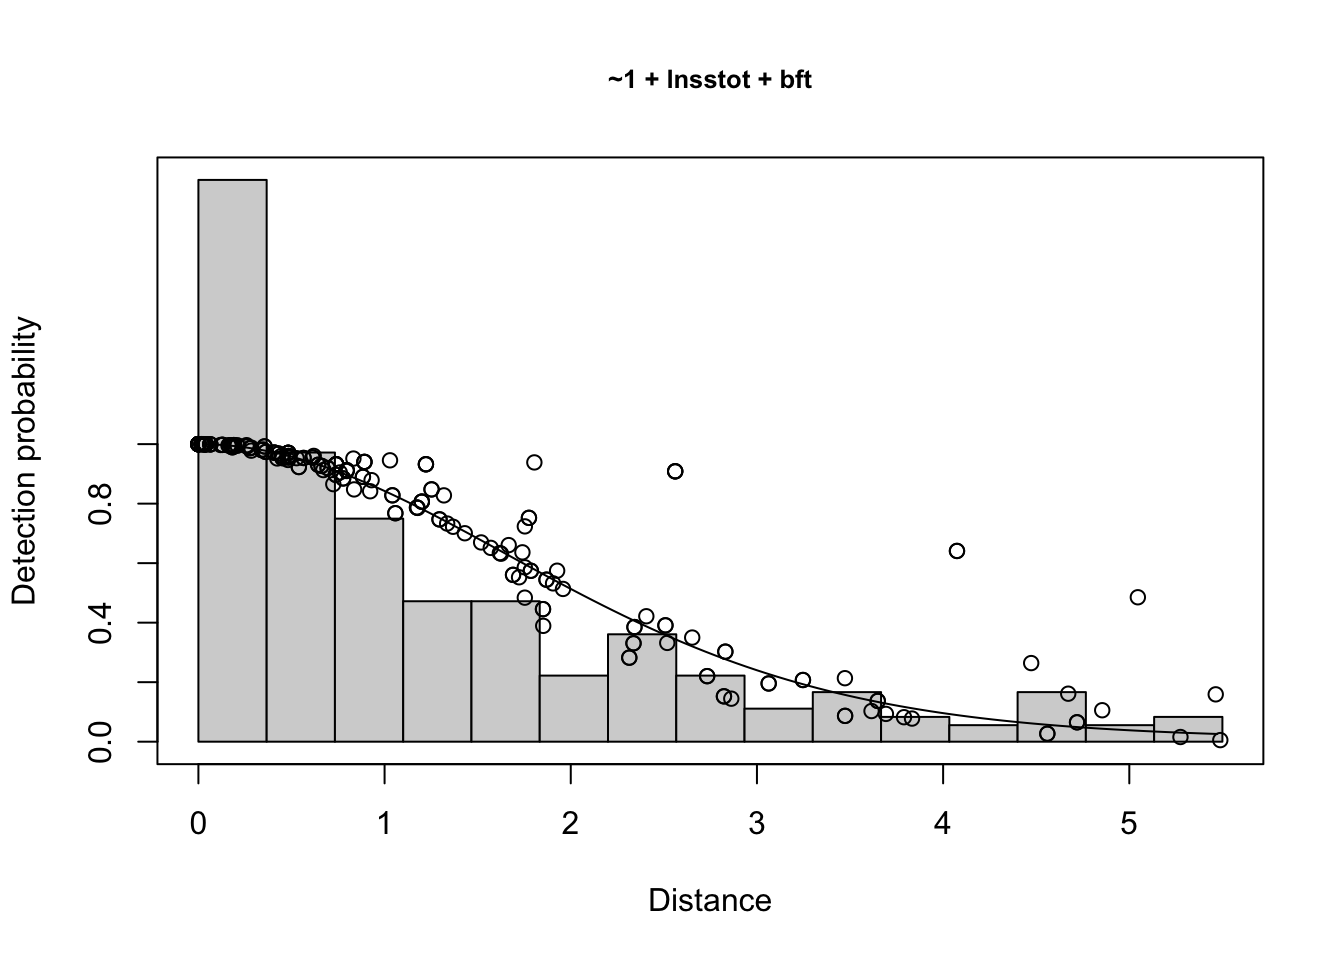 ~1 + lnsstot + bft
Detection probability
0.8
0.4
0.0
0 1 2 3 4 5
Distance